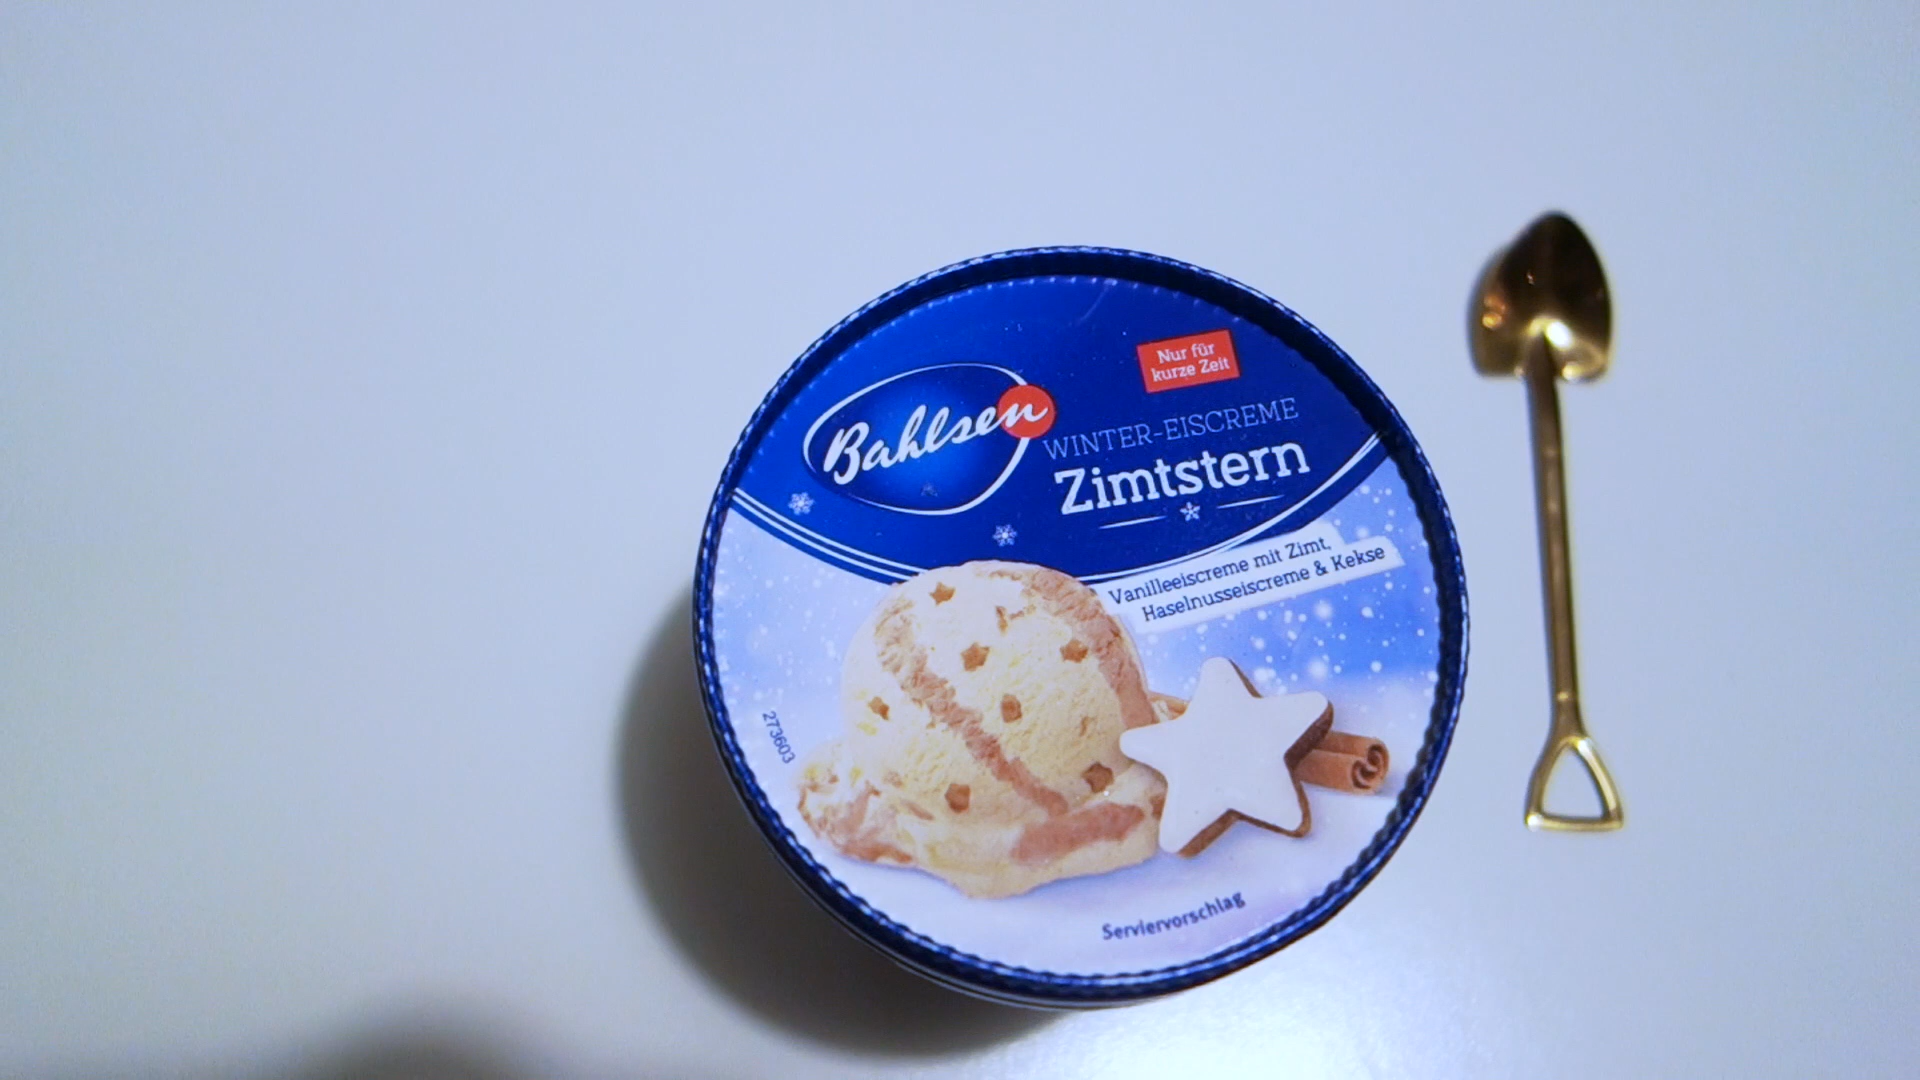 Nur für
kurze Zeit
Bahlsen
WINTER-EISCREME
Zimtstern
Vanilleeiscreme mit Zimt,
Haselnusseiscreme & Kekse
273603
Serviervorschlag